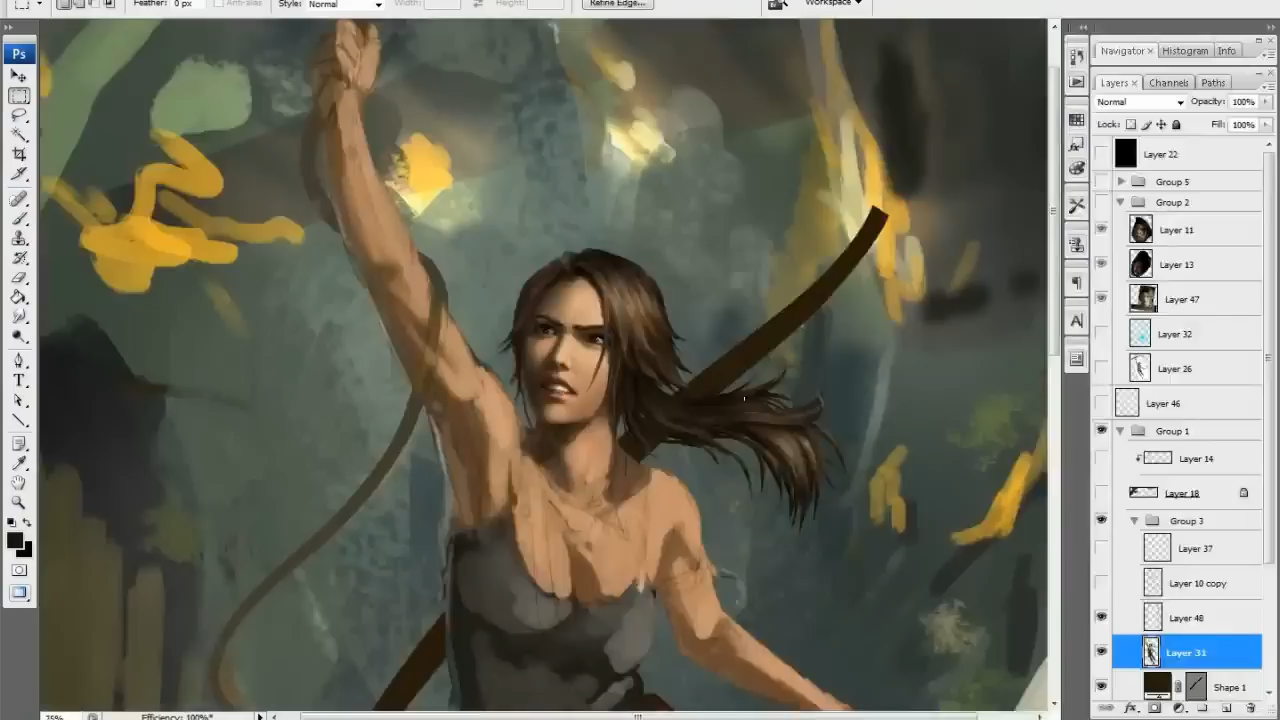 Feather: 0 px Anti-alias Style: Normal Width: Height: Refine Edge... Workspace
Ps
Navigator Histogram Info
Layers Channels Paths
Normal Opacity: 100%
Lock: Fill: 100%
Layer 22
Group 5
Group 2
Layer 11
Layer 13
Layer 47
Layer 32
Layer 26
Layer 46
Group 1
Layer 14
Layer 18
Group 3
Layer 37
Layer 10 copy
Layer 48
Layer 31
Shape 1
25% Efficiency: 100%*